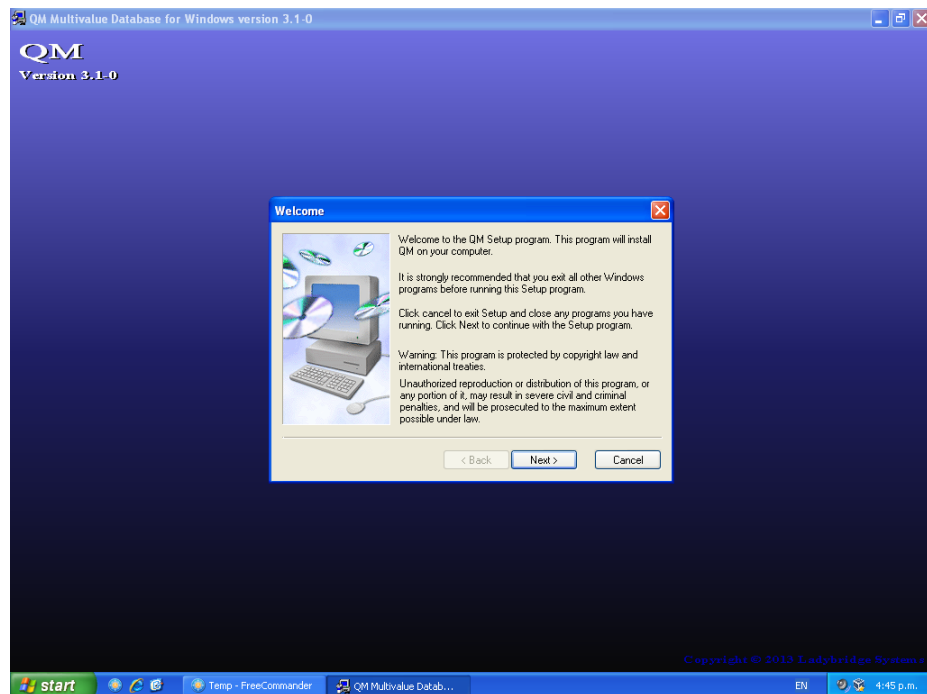 QM Multivalue Database for Windows version 3.1-0
QM
Version 3.1-0
Welcome
Welcome to the QM Setup program. This program will install
QM on your computer.
It is strongly recommended that you exit all other Windows
programs before running this Setup program.
Click cancel to exit Setup and close any programs you have
running. Click Next to continue with the Setup program.
Warning: This program is protected by copyright law and
international treaties.
Unauthorized reproduction or distribution of this program, or
any portion of it, may result in severe civil and criminal
penalties, and will be prosecuted to the maximum extent
possible under law.
< Back Next > Cancel
Copyright © 2013 Ladybridge Systems
start Temp - FreeCommander QM Multivalue Datab... EN 4:45 p.m.